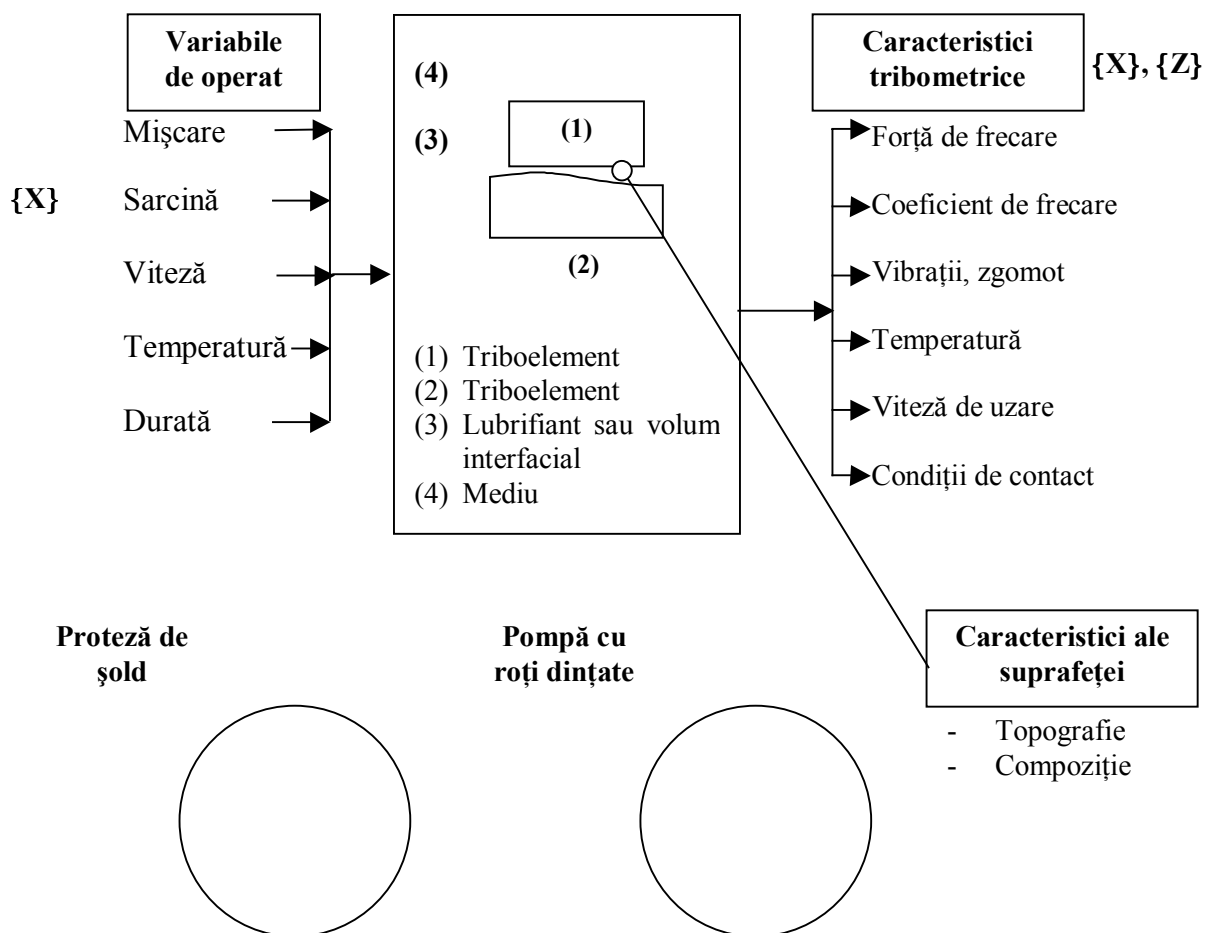 Variabile
de operat
{X}
Mişcare
Sarcină
Viteză
Temperatură
Durată
(4)
(3)
(1)
(2)
(1) Triboelement
(2) Triboelement
(3) Lubrifiant sau volum
interfacial
(4) Mediu
Caracteristici
tribometrice
{X}, {Z}
Forță de frecare
Coeficient de frecare
Vibrații, zgomot
Temperatură
Viteză de uzare
Condiții de contact
Proteză de
şold
Pompă cu
roți dințate
Caracteristici ale
suprafeței
- Topografie
- Compoziție